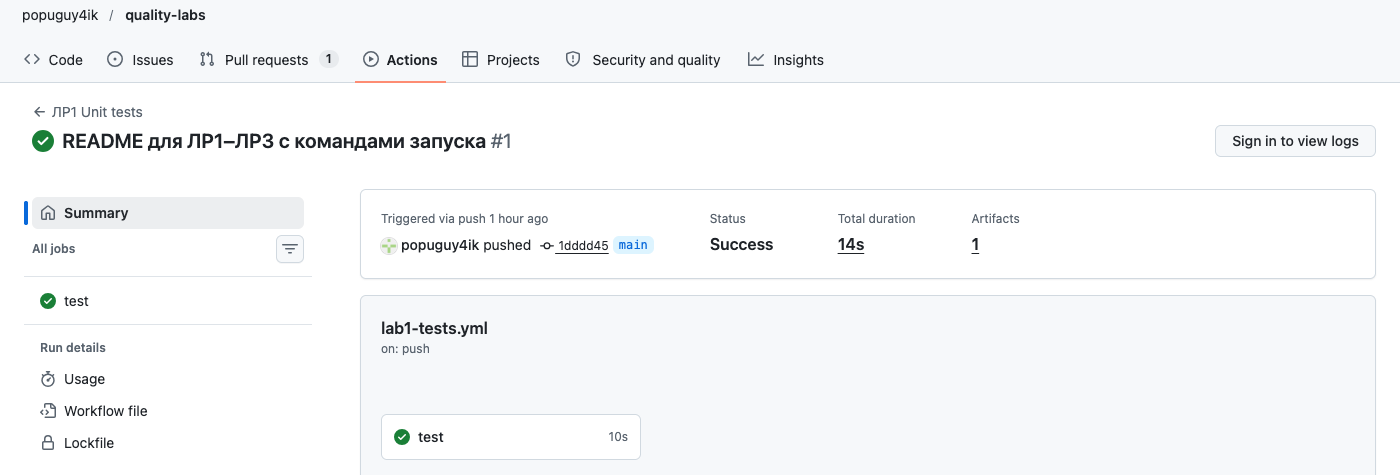 popuguy4ik / quality-labs
Code Issues Pull requests 1 Actions Projects Security and quality Insights
← ЛР1 Unit tests
README для ЛР1–ЛР3 с командами запуска #1
Sign in to view logs
Summary
All jobs
test
Run details
Usage
Workflow file
Lockfile
Triggered via push 1 hour ago
popuguy4ik pushed 1dddd45 main
Status
Success
Total duration
14s
Artifacts
1
lab1-tests.yml
on: push
test 10s